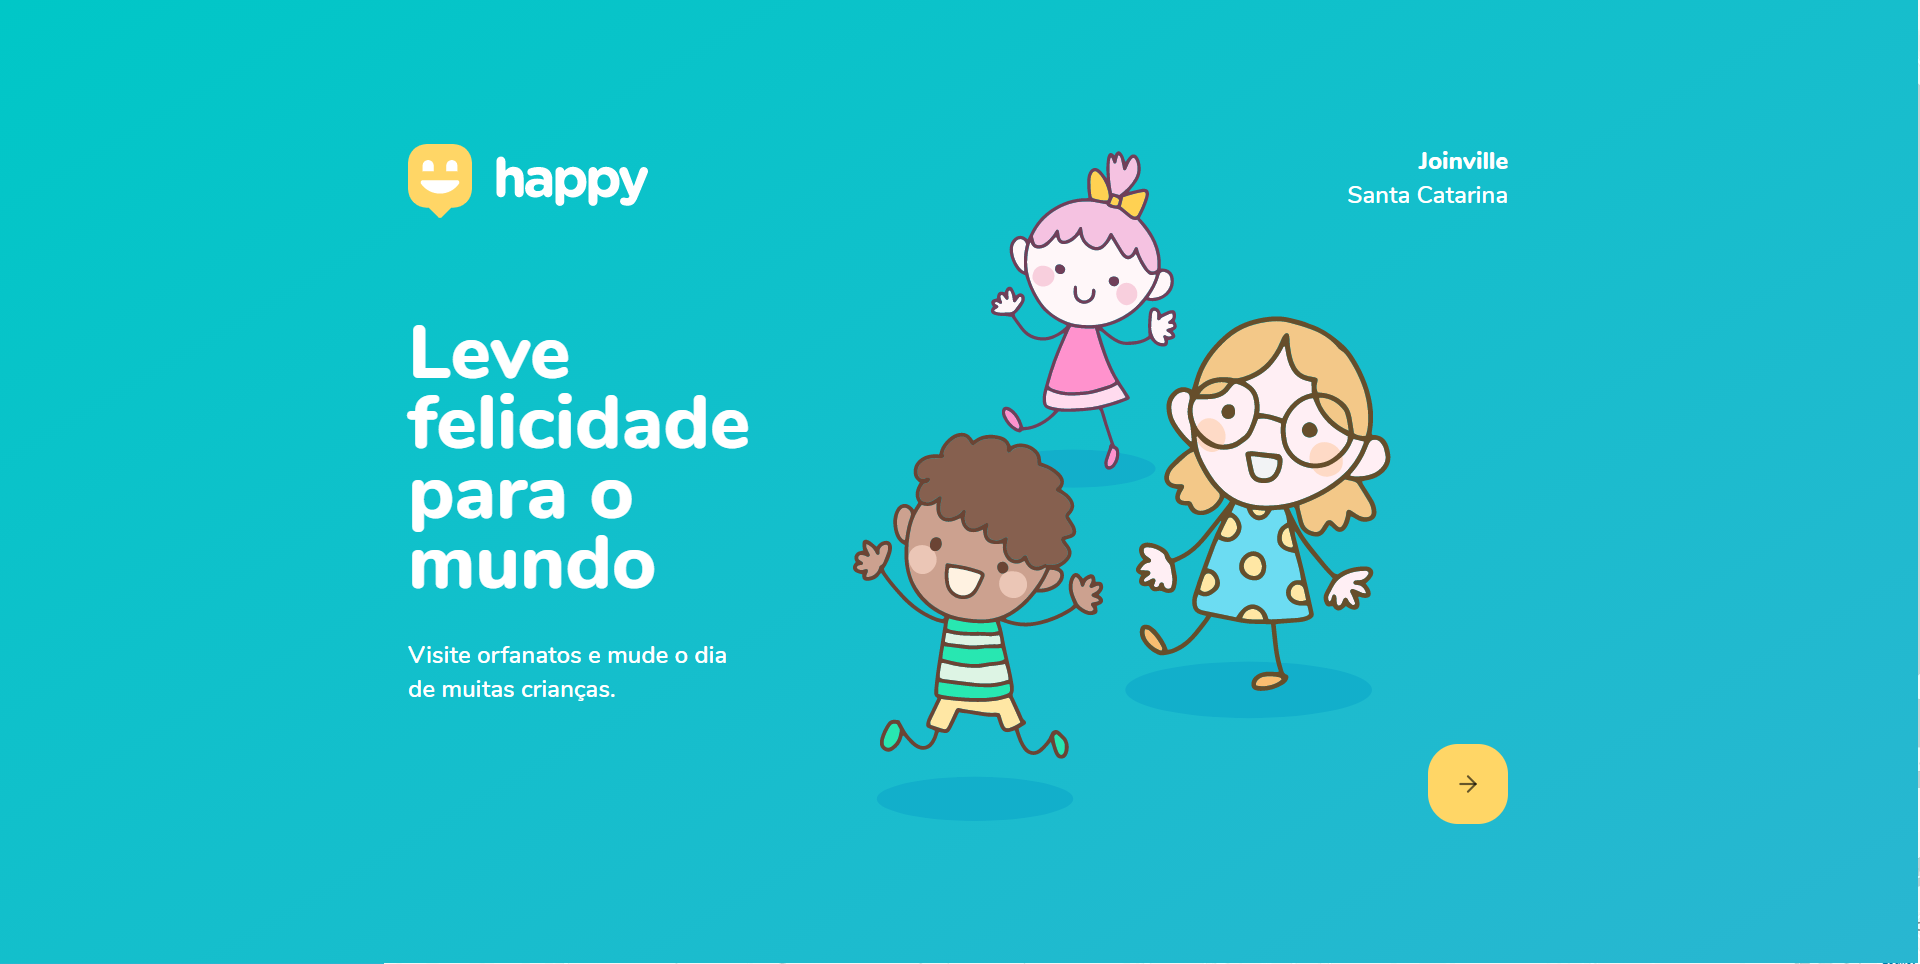 happy
Joinville
Santa Catarina
Leve
felicidade
para o
mundo
Visite orfanatos e mude o dia
de muitas crianças.